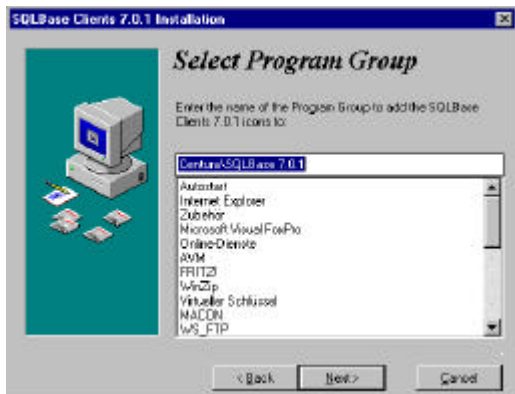 SQLBase Clients 7.0.1 Installation
Select Program Group
Enter the name of the Program Group to add the SQLBase
Clients 7.0.1 icons to:
Centura\SQLBase 7.0.1
Autostart
Internet Explorer
Zubehör
Microsoft Visual FoxPro
Online-Dienste
AVM
FRITZ!
WinZip
Virtueller Schlüssel
MACON
WS_FTP
< Back
Next >
Cancel